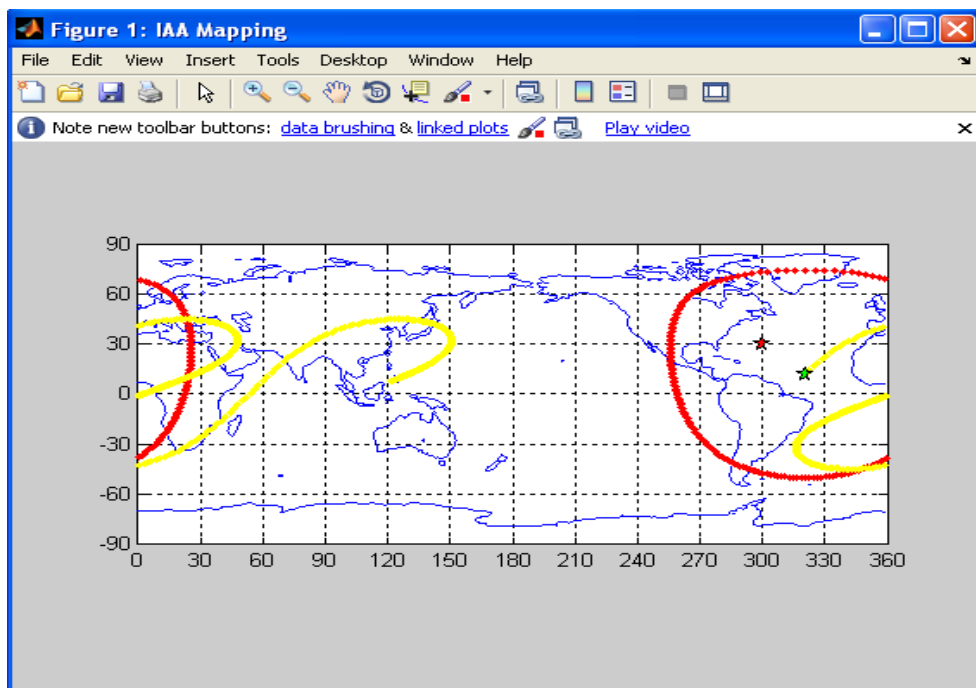 Figure 1: IAA Mapping
File Edit View Insert Tools Desktop Window Help
Note new toolbar buttons: data brushing & linked plots Play video
90
60
30
0
-30
-60
-90
0 30 60 90 120 150 180 210 240 270 300 330 360